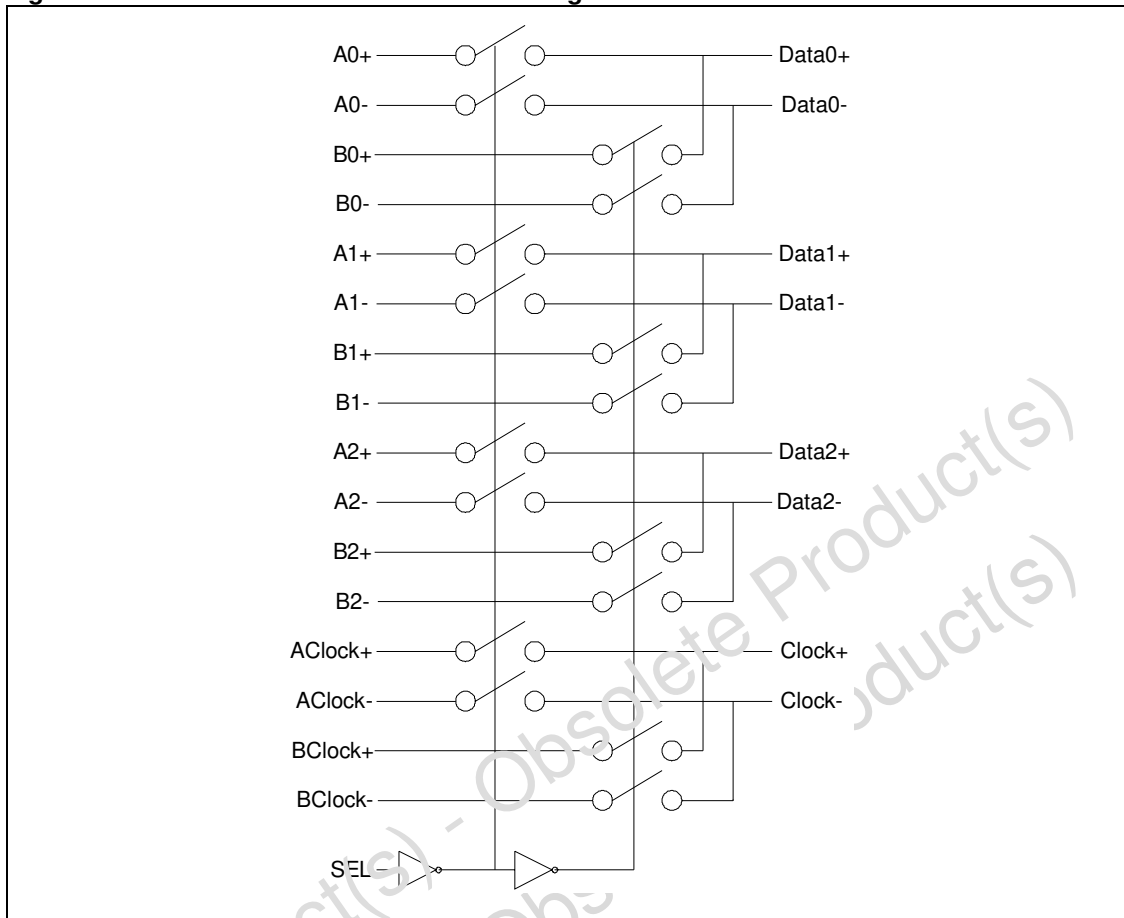 A0+ Data0+
A0- Data0-
B0+
B0-
A1+ Data1+
A1- Data1-
B1+
B1-
A2+ Data2+
A2- Data2-
B2+
B2-
AClock+ Clock+
AClock- Clock-
BClock+
BClock-
SEL
Obsolete Product(s)